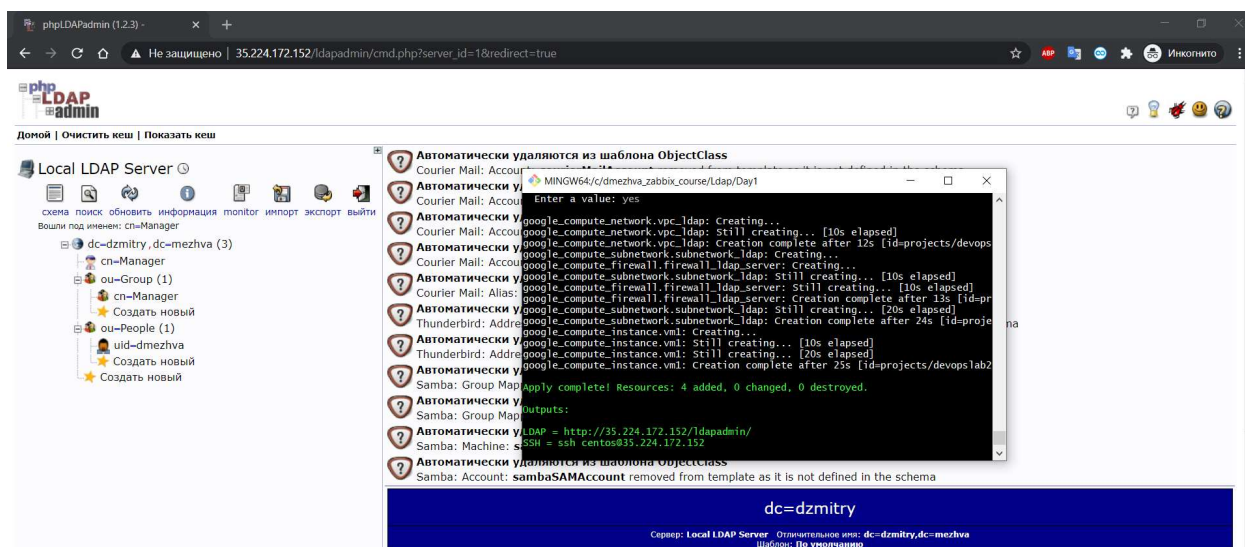 phpLDAPadmin (1.2.3) -
Не защищено | 35.224.172.152/ldapadmin/cmd.php?server_id=1&redirect=true
ABP
Инкогнито
php
LDAP
admin
Домой | Очистить кеш | Показать кеш
Local LDAP Server
схема поиск обновить информация monitor импорт экспорт выйти
Вошли под именем: cn=Manager
dc=dzmitry,dc=mezhva (3)
cn=Manager
ou=Group (1)
cn=Manager
Создать новый
ou=People (1)
uid=dmezhva
Создать новый
Создать новый
Автоматически удаляются из шаблона ObjectClass
Courier Mail: Account:
Автоматически
Courier Mail:
Автоматически
Courier Mail:
Автоматически
Courier Mail:
Автоматически
Courier Mail: Alias:
Автоматически
Thunderbird:
Автоматически
Thunderbird:
Автоматически
Samba: Group
Автоматически
Samba: Group
Автоматически
Samba: Machine:
Автоматически удаляются из шаблона ObjectClass
Samba: Account: sambaSAMAccount removed from template as it is not defined in the schema
MINGW64:/c/dmezhva_zabbix_course/Ldap/Day1
Enter a value: yes
google_compute_network.vpc_ldap: Creating...
google_compute_network.vpc_ldap: Still creating... [10s elapsed]
google_compute_network.vpc_ldap: Creation complete after 12s [id=projects/devops
google_compute_subnetwork.subnetwork_ldap: Creating...
google_compute_firewall.firewall_ldap_server: Creating...
google_compute_subnetwork.subnetwork_ldap: Still creating... [10s elapsed]
google_compute_firewall.firewall_ldap_server: Still creating... [10s elapsed]
google_compute_firewall.firewall_ldap_server: Creation complete after 13s [id=pr
google_compute_subnetwork.subnetwork_ldap: Still creating... [20s elapsed]
google_compute_subnetwork.subnetwork_ldap: Creation complete after 24s [id=proje
google_compute_instance.vm1: Creating...
google_compute_instance.vm1: Still creating... [10s elapsed]
google_compute_instance.vm1: Still creating... [20s elapsed]
google_compute_instance.vm1: Creation complete after 25s [id=projects/devopslab2
Apply complete! Resources: 4 added, 0 changed, 0 destroyed.
Outputs:
LDAP = http://35.224.172.152/ldapadmin/
SSH = ssh centos@35.224.172.152
dc=dzmitry
Сервер: Local LDAP Server Отличительное имя: dc=dzmitry,dc=mezhva
Шаблон: По умолчанию